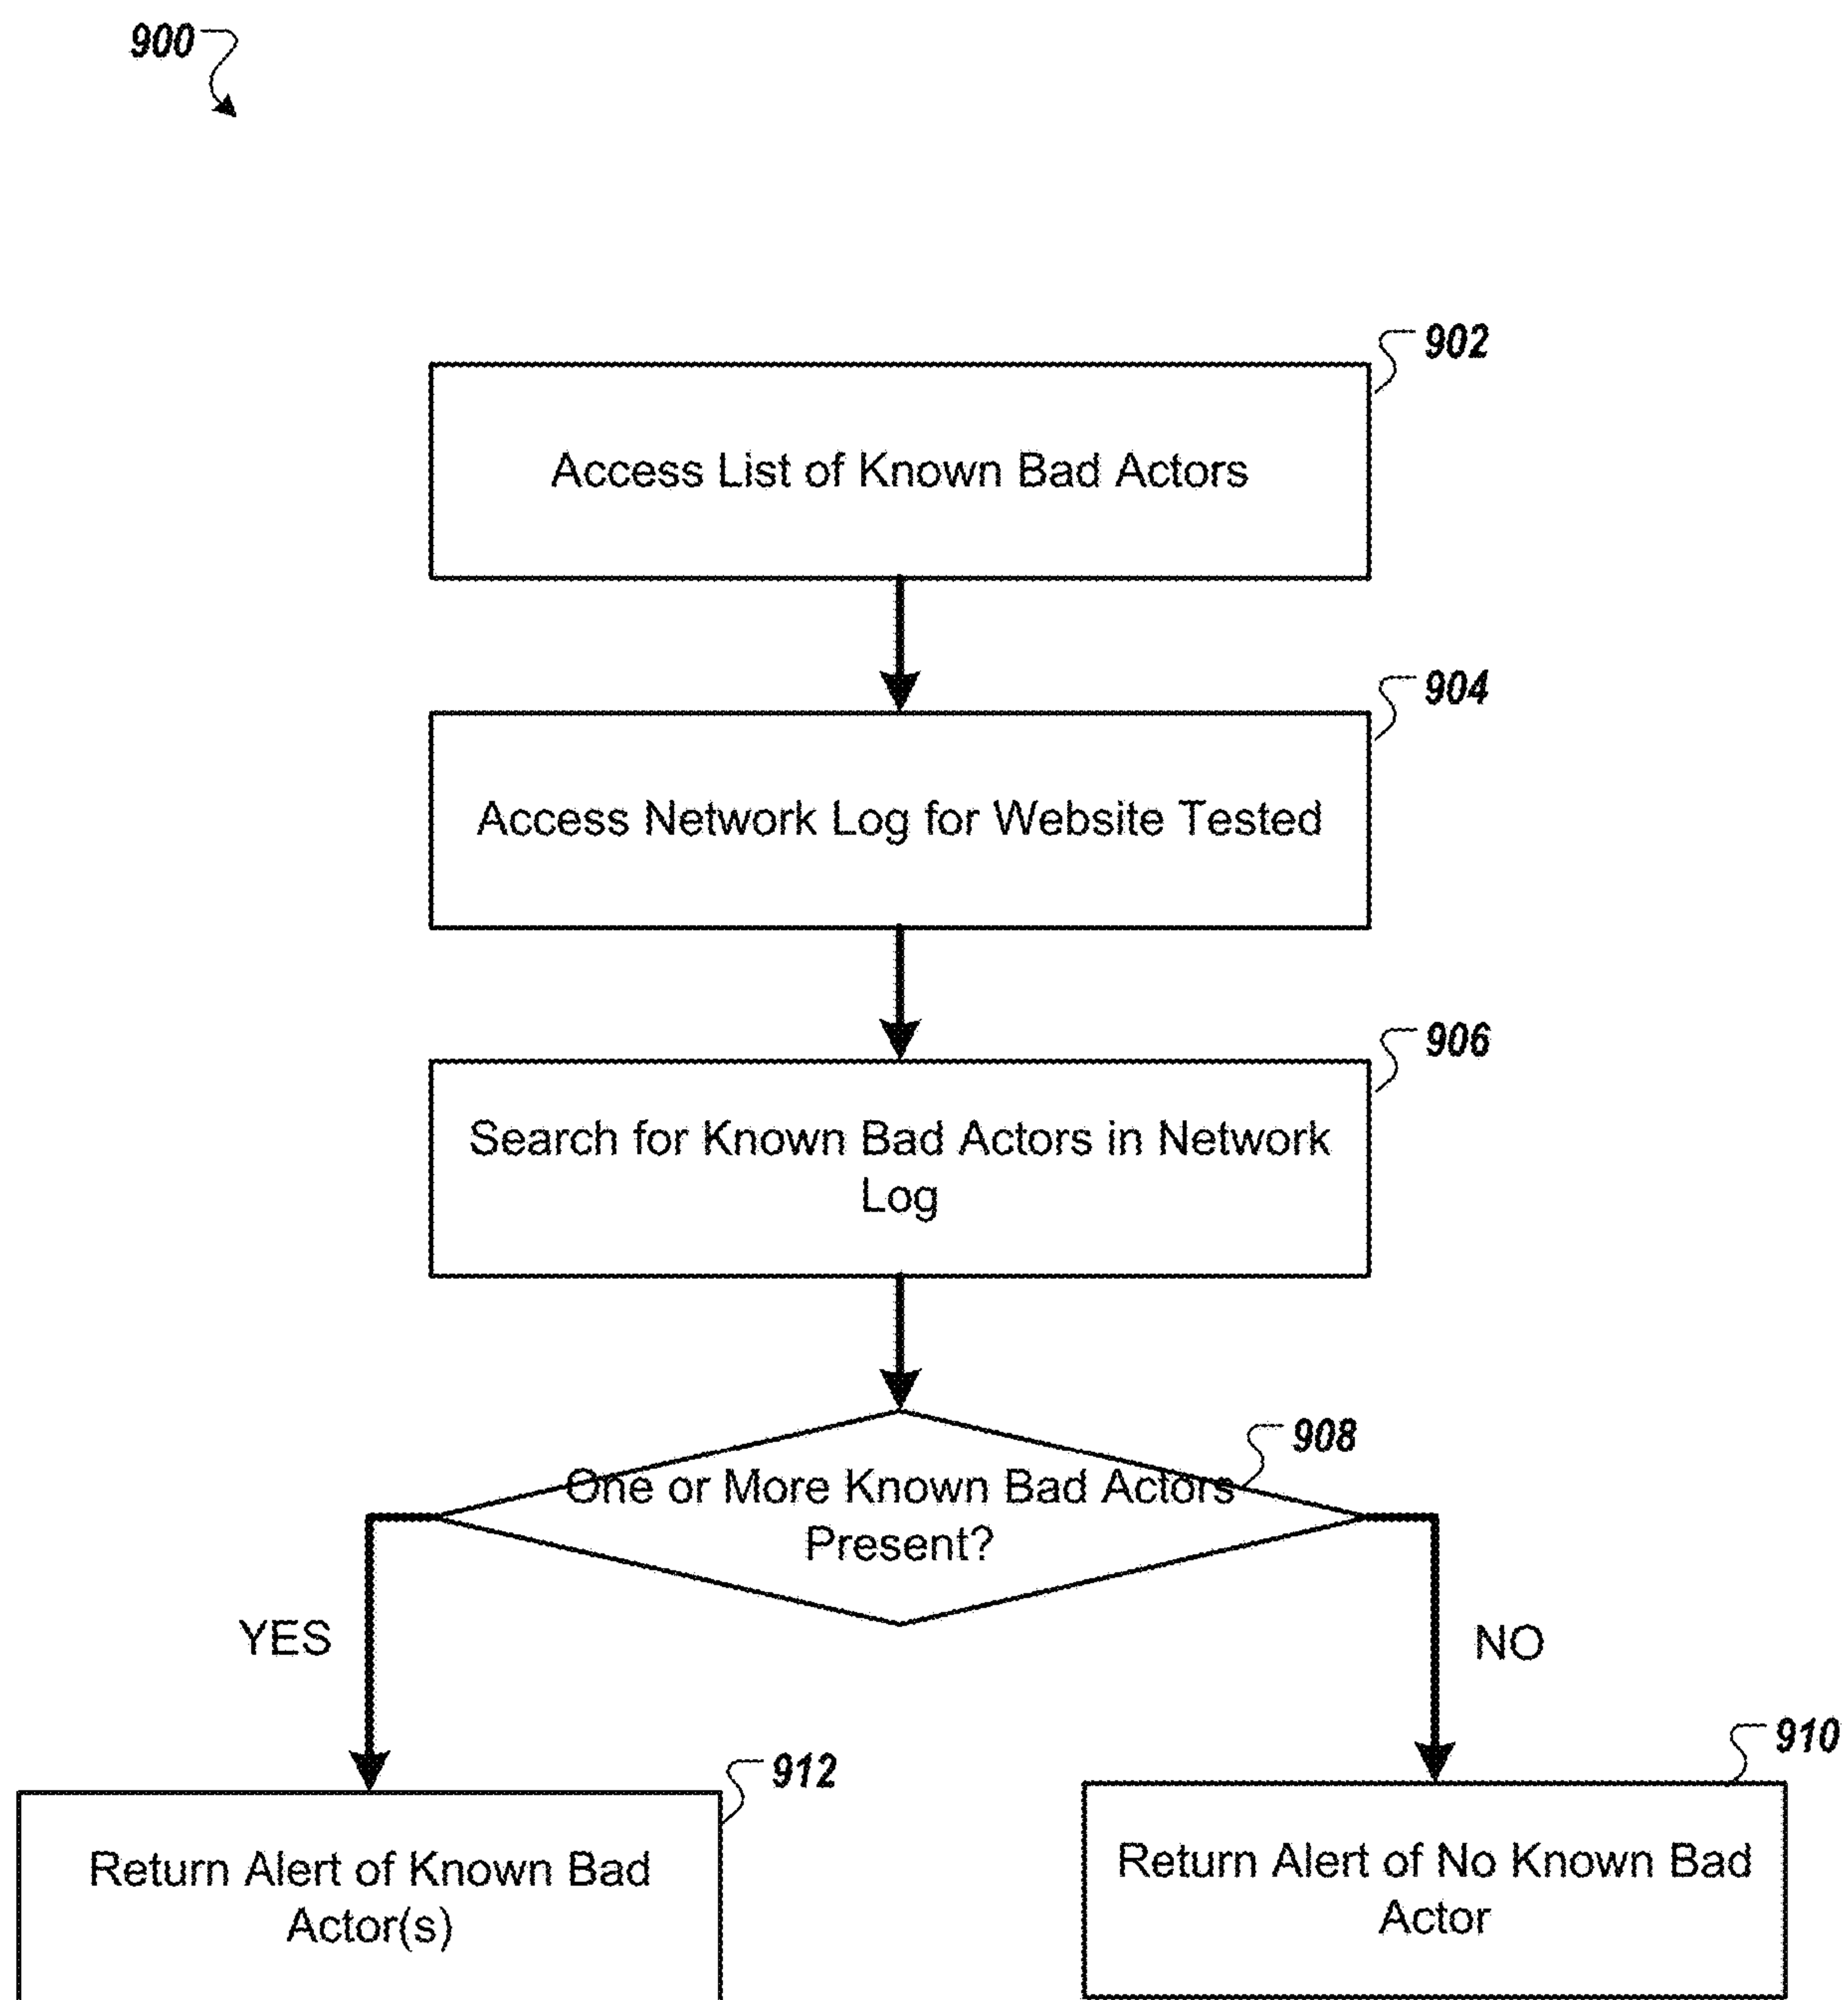 900
902
Access List of Known Bad Actors
904
Access Network Log for Website Tested
906
Search for Known Bad Actors in Network
Log
908
One or More Known Bad Actors
Present?
YES
NO
912
Return Alert of Known Bad
Actor(s)
910
Return Alert of No Known Bad
Actor